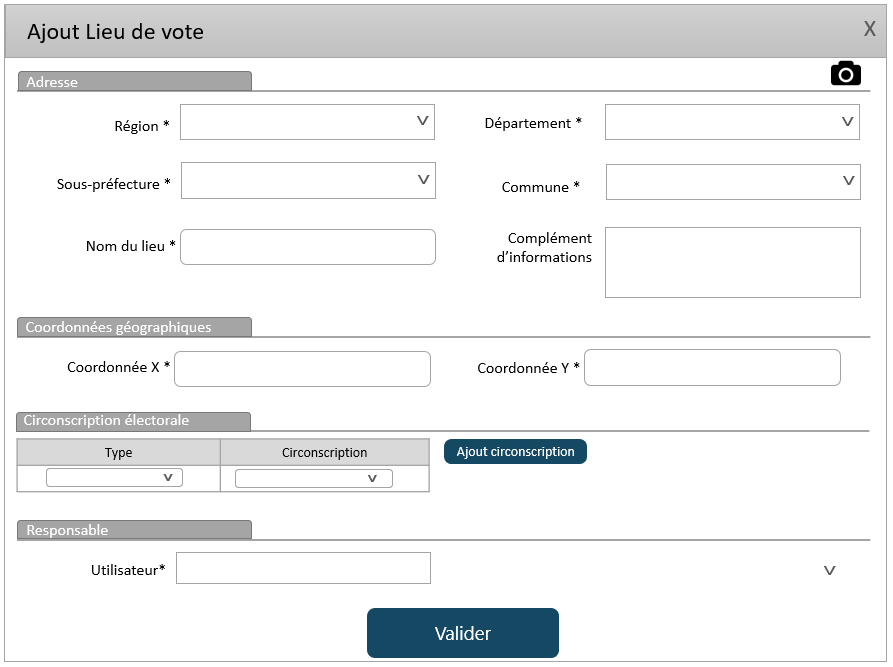 Ajout Lieu de vote X
Adresse
Région * V Département * V
Sous-préfecture * V Commune * V
Nom du lieu * Complément
d'informations
Coordonnées géographiques
Coordonnée X * Coordonnée Y *
Circonscription électorale
Type Circonscription Ajout circonscription
V V
Responsable
Utilisateur* V
Valider